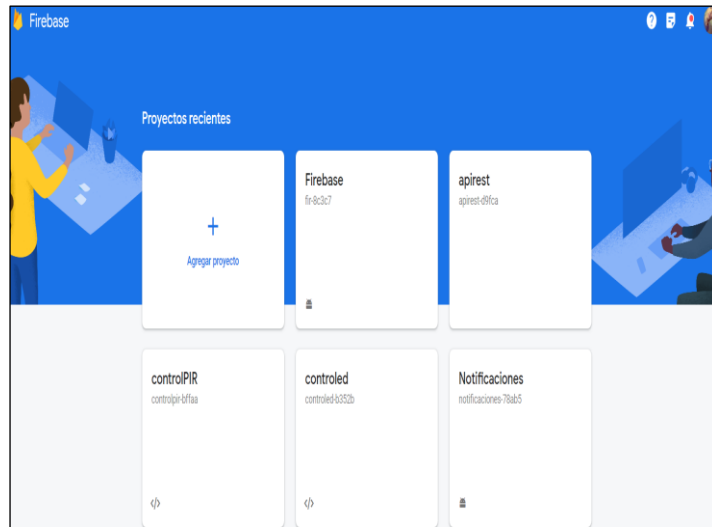 Firebase
Proyectos recientes
+
Agregar proyecto
Firebase
fir-8c3c7
apirest
apirest-d9fca
controlPIR
controlpir-bffaa
</>
controled
controled-b352b
</>
Notificaciones
notificaciones-78ab5